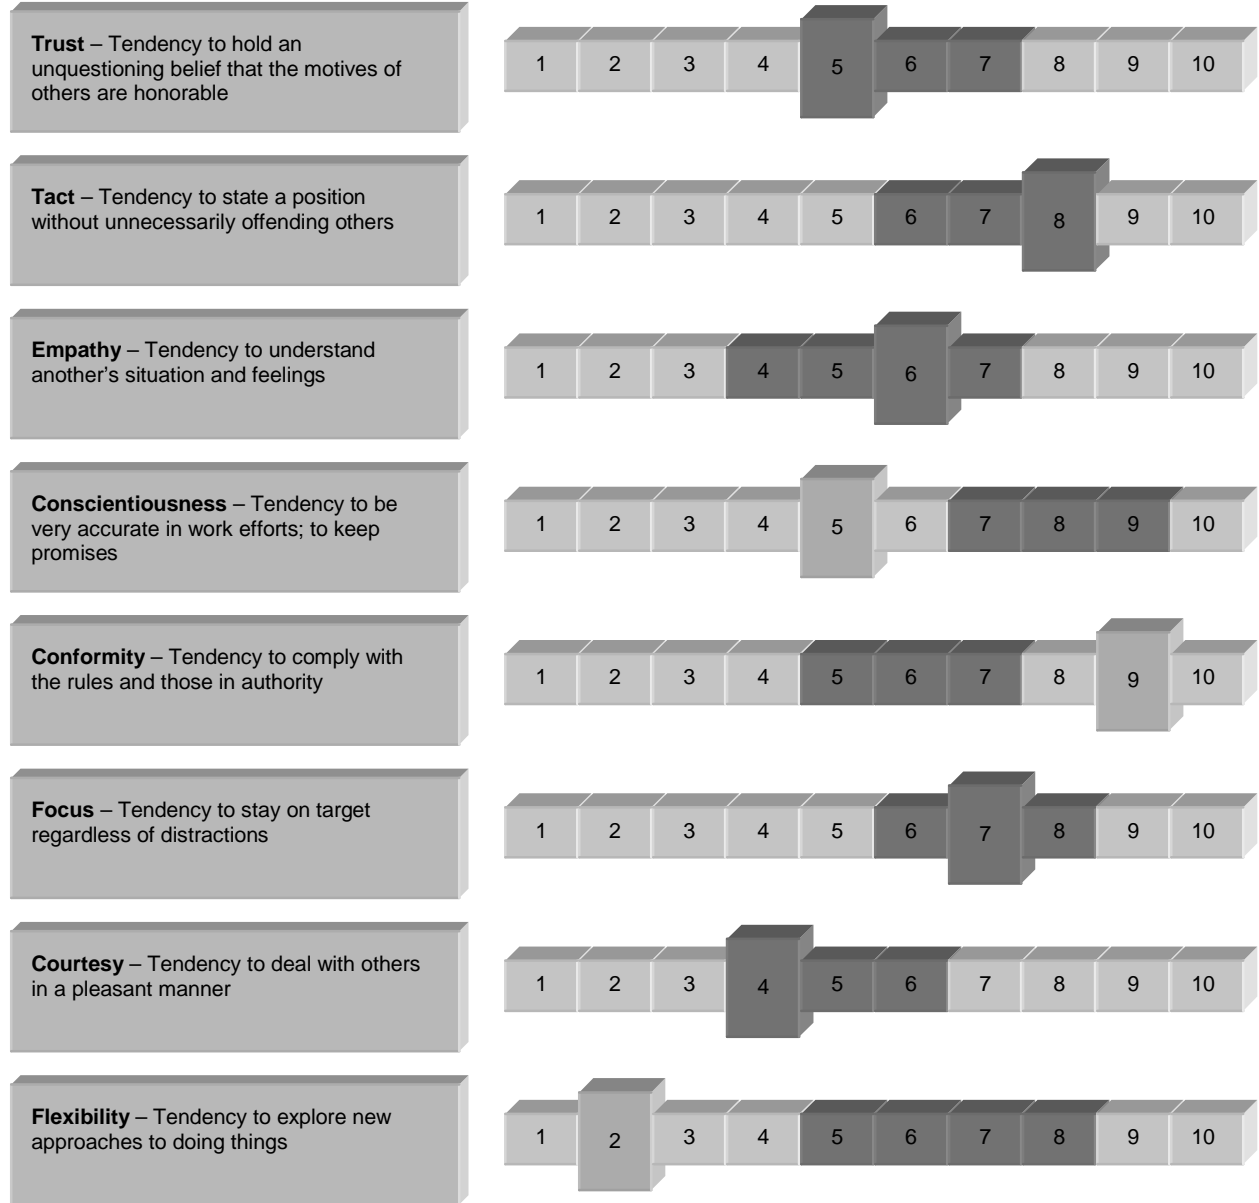 Trust – Tendency to hold an
unquestioning belief that the motives of
others are honorable
1 2 3 4 5 6 7 8 9 10
Tact – Tendency to state a position
without unnecessarily offending others
1 2 3 4 5 6 7 8 9 10
Empathy – Tendency to understand
another’s situation and feelings
1 2 3 4 5 6 7 8 9 10
Conscientiousness – Tendency to be
very accurate in work efforts; to keep
promises
1 2 3 4 5 6 7 8 9 10
Conformity – Tendency to comply with
the rules and those in authority
1 2 3 4 5 6 7 8 9 10
Focus – Tendency to stay on target
regardless of distractions
1 2 3 4 5 6 7 8 9 10
Courtesy – Tendency to deal with others
in a pleasant manner
1 2 3 4 5 6 7 8 9 10
Flexibility – Tendency to explore new
approaches to doing things
1 2 3 4 5 6 7 8 9 10